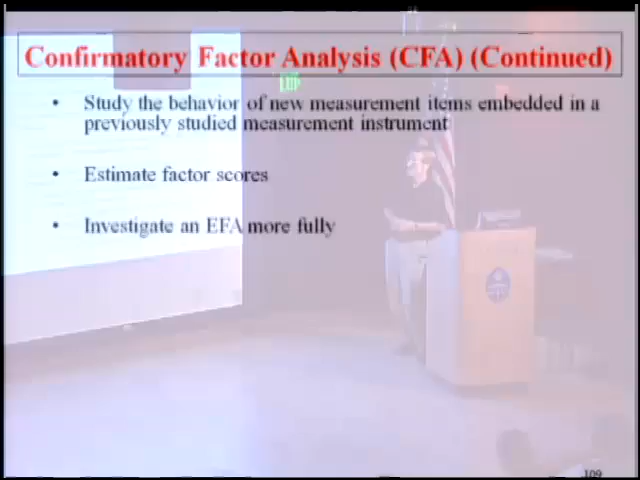 Confirmatory Factor Analysis (CFA) (Continued)
• Study the behavior of new measurement items embedded in a
previously studied measurement instrument
• Estimate factor scores
• Investigate an EFA more fully
109